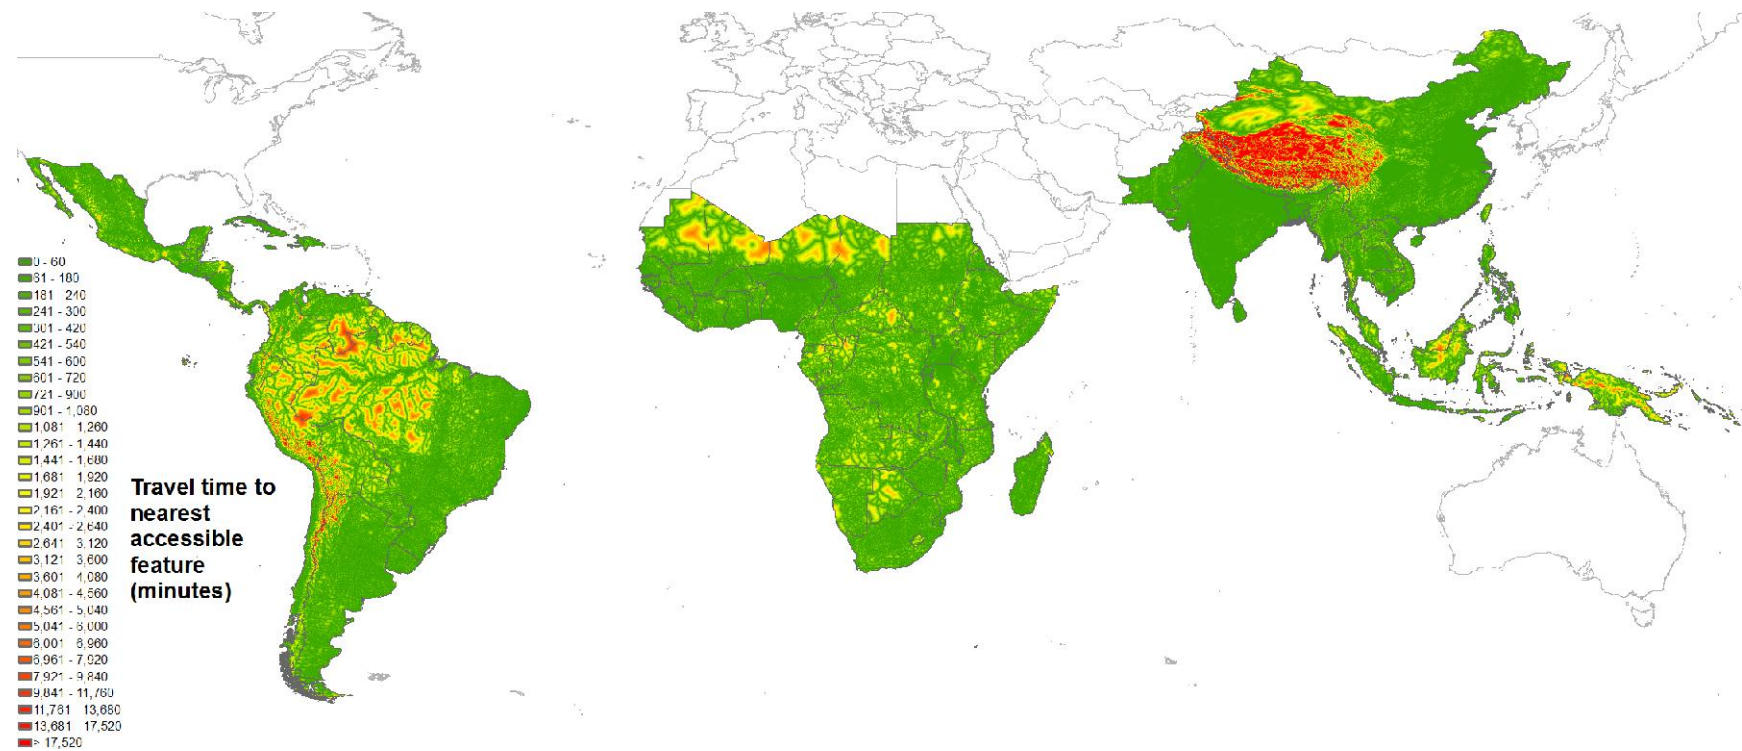 0 - 60
61 - 180
181 - 240
241 - 300
301 - 420
421 - 540
541 - 600
601 - 720
721 - 900
901 - 1,080
1,081 1,260
1,261 - 1,440
1,441 - 1,680
1,681 1,920
1,921 2,160
2,161 - 2,400
2,401 - 2,640
2,641 3,120
3,121 3,600
3,601 4,080
4,081 - 4,560
4,561 - 5,040
5,041 - 6,000
6,001 6,960
6,961 - 7,920
7,921 - 9,840
9,841 - 11,760
11,761 13,680
13,681 17,520
> 17,520
Travel time to
nearest
accessible
feature
(minutes)